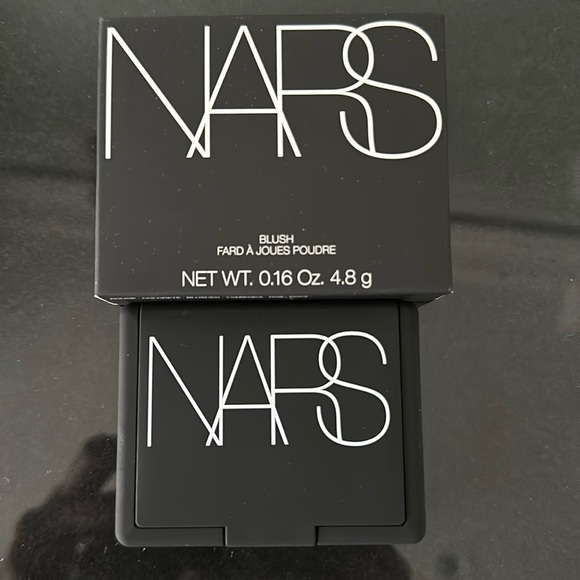 NARS
BLUSH
FARD À JOUES POUDRE
NET WT. 0.16 Oz. 4.8 g
NARS